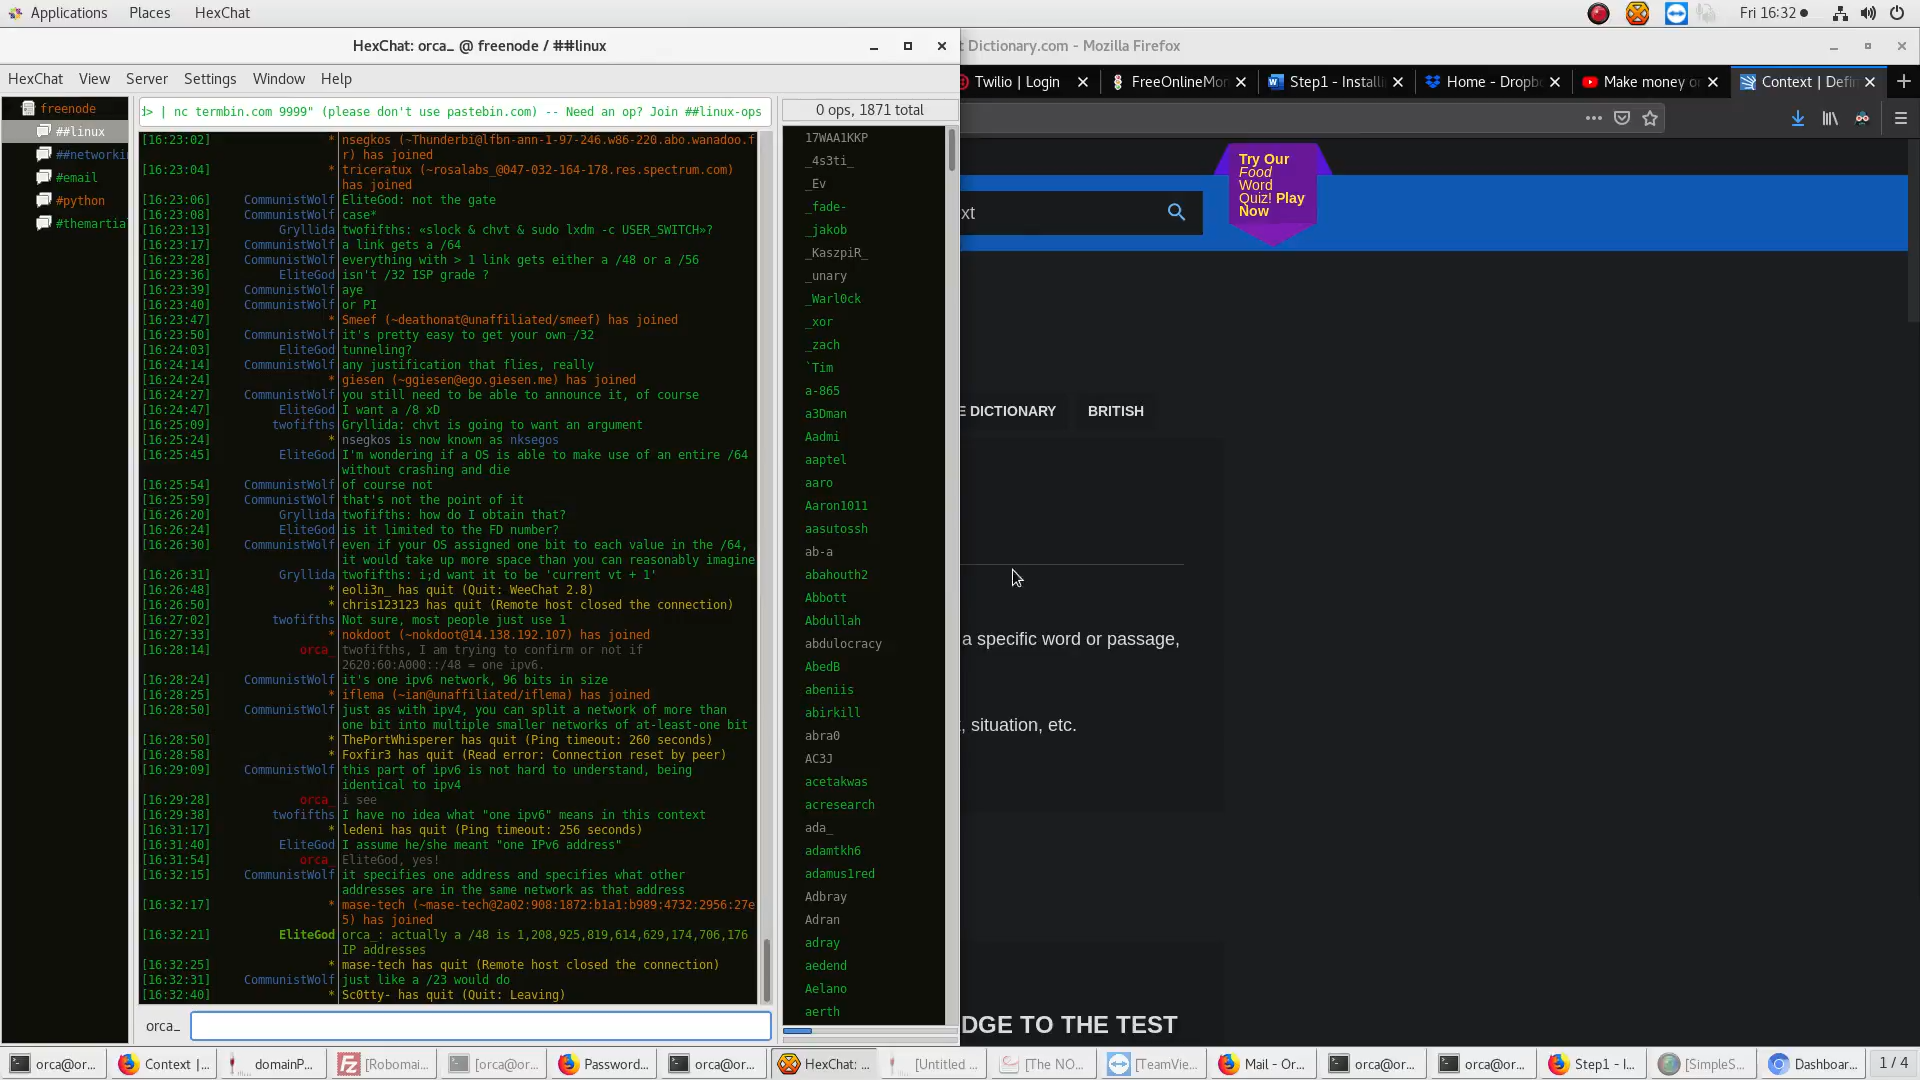 Applications Places HexChat Fri 16:32
HexChat: orca_ @ freenode / ##linux
t Dictionary.com - Mozilla Firefox
HexChat View Server Settings Window Help
Twilio | Login
FreeOnlineMor
Step1 - Installi
Home - Dropb
Make money or
Context | Defin
freenode
##linux
##networki
#email
#python
#themartia
> | nc termbin.com 9999" (please don't use pastebin.com) -- Need an op? Join ##linux-ops
0 ops, 1871 total
[16:23:02] * nsegkos (~Thunderbi@lfbn-ann-1-97-246.w86-220.abo.wanadoo.f
r) has joined
[16:23:04] * triceratux (~rosalabs_@047-032-164-178.res.spectrum.com)
has joined
[16:23:06] CommunistWolf EliteGod: not the gate
[16:23:08] CommunistWolf case*
[16:23:13] Gryllida twofifths: «slock & chvt & sudo lxdm -c USER_SWITCH»?
[16:23:17] CommunistWolf a link gets a /64
[16:23:28] CommunistWolf everything with > 1 link gets either a /48 or a /56
[16:23:36] EliteGod isn't /32 ISP grade ?
[16:23:39] CommunistWolf aye
[16:23:40] CommunistWolf or PI
[16:23:47] * Smeef (~deathonat@unaffiliated/smeef) has joined
[16:23:50] CommunistWolf it's pretty easy to get your own /32
[16:24:03] EliteGod tunneling?
[16:24:14] CommunistWolf any justification that flies, really
[16:24:24] * giesen (~ggiesen@ego.giesen.me) has joined
[16:24:27] CommunistWolf you still need to be able to announce it, of course
[16:24:47] EliteGod I want a /8 xD
[16:25:09] twofifths Gryllida: chvt is going to want an argument
[16:25:24] * nsegkos is now known as nksegos
[16:25:45] EliteGod I'm wondering if a OS is able to make use of an entire /64
without crashing and die
[16:25:54] CommunistWolf of course not
[16:25:59] CommunistWolf that's not the point of it
[16:26:20] Gryllida twofifths: how do I obtain that?
[16:26:24] EliteGod is it limited to the FD number?
[16:26:30] CommunistWolf even if your OS assigned one bit to each value in the /64,
it would take up more space than you can reasonably imagine
[16:26:31] Gryllida twofifths: i;d want it to be 'current vt + 1'
[16:26:48] * eoli3n_ has quit (Quit: WeeChat 2.8)
[16:26:50] * chris123123 has quit (Remote host closed the connection)
[16:27:02] twofifths Not sure, most people just use 1
[16:27:33] * nokdoot (~nokdoot@14.138.192.107) has joined
[16:28:14] orca_ twofifths, I am trying to confirm or not if
2620:60:A000::/48 = one ipv6.
[16:28:24] CommunistWolf it's one ipv6 network, 96 bits in size
[16:28:25] * iflema (~ian@unaffiliated/iflema) has joined
[16:28:50] CommunistWolf just as with ipv4, you can split a network of more than
one bit into multiple smaller networks of at-least-one bit
[16:28:50] * ThePortWhisperer has quit (Ping timeout: 260 seconds)
[16:28:58] * Foxfir3 has quit (Read error: Connection reset by peer)
[16:29:09] CommunistWolf this part of ipv6 is not hard to understand, being
identical to ipv4
[16:29:28] orca_ i see
[16:29:38] twofifths I have no idea what "one ipv6" means in this context
[16:31:17] * ledeni has quit (Ping timeout: 256 seconds)
[16:31:40] EliteGod I assume he/she meant "one IPv6 address"
[16:31:54] orca_ EliteGod, yes!
[16:32:15] CommunistWolf it specifies one address and specifies what other
addresses are in the same network as that address
[16:32:17] * mase-tech (~mase-tech@2a02:908:1872:b1a1:b989:4732:2956:27e
5) has joined
[16:32:21] EliteGod orca_: actually a /48 is 1,208,925,819,614,629,174,706,176
IP addresses
[16:32:25] * mase-tech has quit (Remote host closed the connection)
[16:32:31] CommunistWolf just like a /23 would do
[16:32:40] * Sc0tty- has quit (Quit: Leaving)
orca_
17WAA1KKP
_4s3ti_
_Ev
_fade-
_jakob
_KaszpiR_
_unary
_Warl0ck
_xor
_zach
`Tim
a-865
a3Dman
Aadmi
aaptel
aaro
Aaron1011
aasutossh
ab-a
abahouth2
Abbott
Abdullah
abdulocracy
AbedB
abeniis
abirkill
abra0
AC3J
acetakwas
acresearch
ada_
adamtkh6
adamus1red
Adbray
Adran
adray
aedend
Aelano
aerth
xt
Try Our
Food
Word
Quiz! Play
Now
E DICTIONARY BRITISH
a specific word or passage,
, situation, etc.
DGE TO THE TEST
orca@or...
Context |...
domainP...
[Robomai...
[orca@or...
Password...
orca@or...
HexChat: ...
[Untitled ...
[The NO...
[TeamVie...
Mail - Or...
orca@or...
orca@or...
Step1 - I...
[SimpleS...
Dashboar...
1 / 4